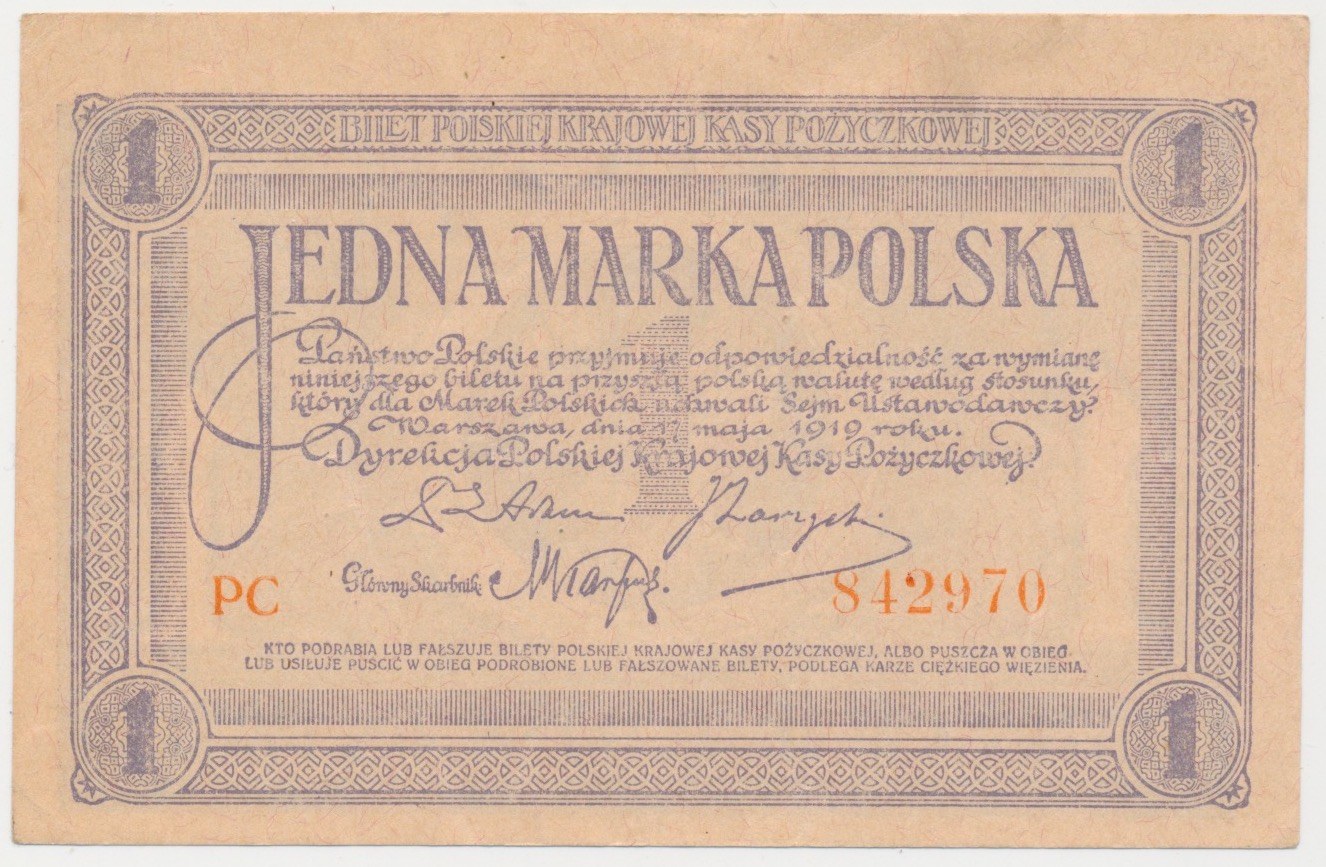 1 BILET POLSKIEJ KRAJOWEJ KASY POŻYCZKOWEJ 1
JEDNA MARKA POLSKA
1
Państwo Polskie przyjmuje odpowiedzialność za wymianę
niniejszego biletu na przyszłą polską walutę według stosunku,
który dla Marek Polskich uchwali Sejm Ustawodawczy.
Warszawa, dnia 17 maja 1919 roku.
Dyrekcja Polskiej Krajowej Kasy Pożyczkowej
PC Główny Skarbnik: 842970
KTO PODRABIA LUB FAŁSZUJE BILETY POLSKIEJ KRAJOWEJ KASY POŻYCZKOWEJ, ALBO PUSZCZA W OBIEG
LUB USIŁUJE PUŚCIĆ W OBIEG PODROBIONE LUB FAŁSZOWANE BILETY, PODLEGA KARZE CIĘŻKIEGO WIĘZIENIA.
1 1